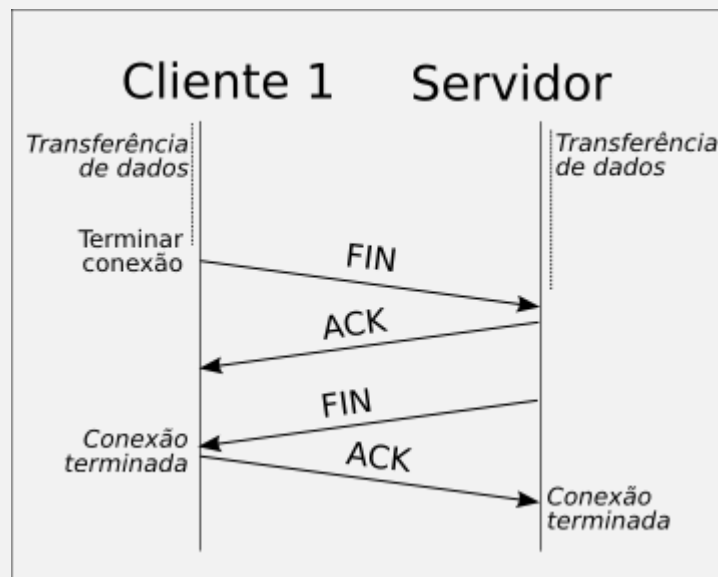 Cliente 1
Servidor
Transferência
de dados
Transferência
de dados
Terminar
conexão
FIN
ACK
FIN
Conexão
terminada
ACK
Conexão
terminada